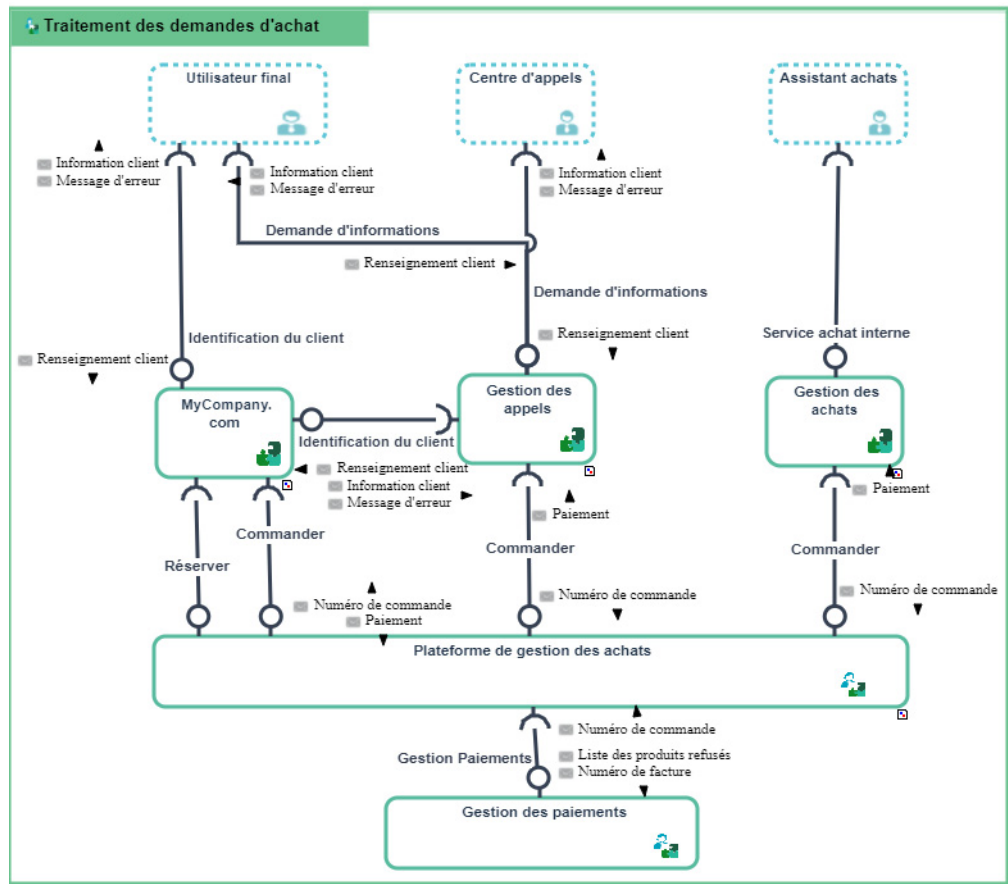 Traitement des demandes d'achat
Utilisateur final
Centre d'appels
Assistant achats
Information client
Message d'erreur
Information client
Message d'erreur
Information client
Message d'erreur
Demande d'informations
Renseignement client
Demande d'informations
Identification du client
Renseignement client
Service achat interne
Renseignement client
MyCompany.
com
Gestion des
appels
Gestion des
achats
Identification du client
Renseignement client
Information client
Message d'erreur
Paiement
Paiement
Commander
Réserver
Commander
Commander
Numéro de commande
Paiement
Numéro de commande
Numéro de commande
Plateforme de gestion des achats
Numéro de commande
Gestion Paiements
Liste des produits refusés
Numéro de facture
Gestion des paiements